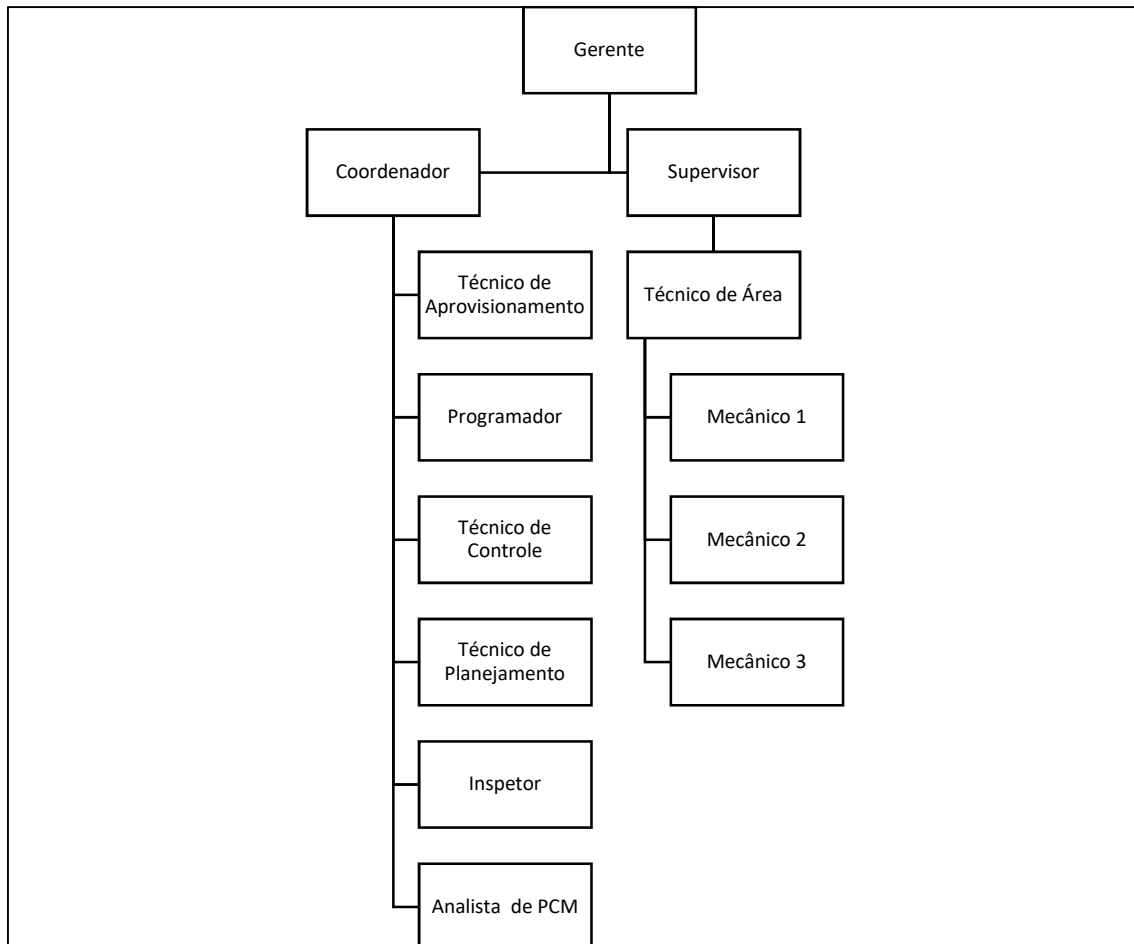 Gerente
Coordenador
Supervisor
Técnico de
Aprovisionamento
Técnico de Área
Programador
Mecânico 1
Técnico de
Controle
Mecânico 2
Técnico de
Planejamento
Mecânico 3
Inspetor
Analista  de PCM